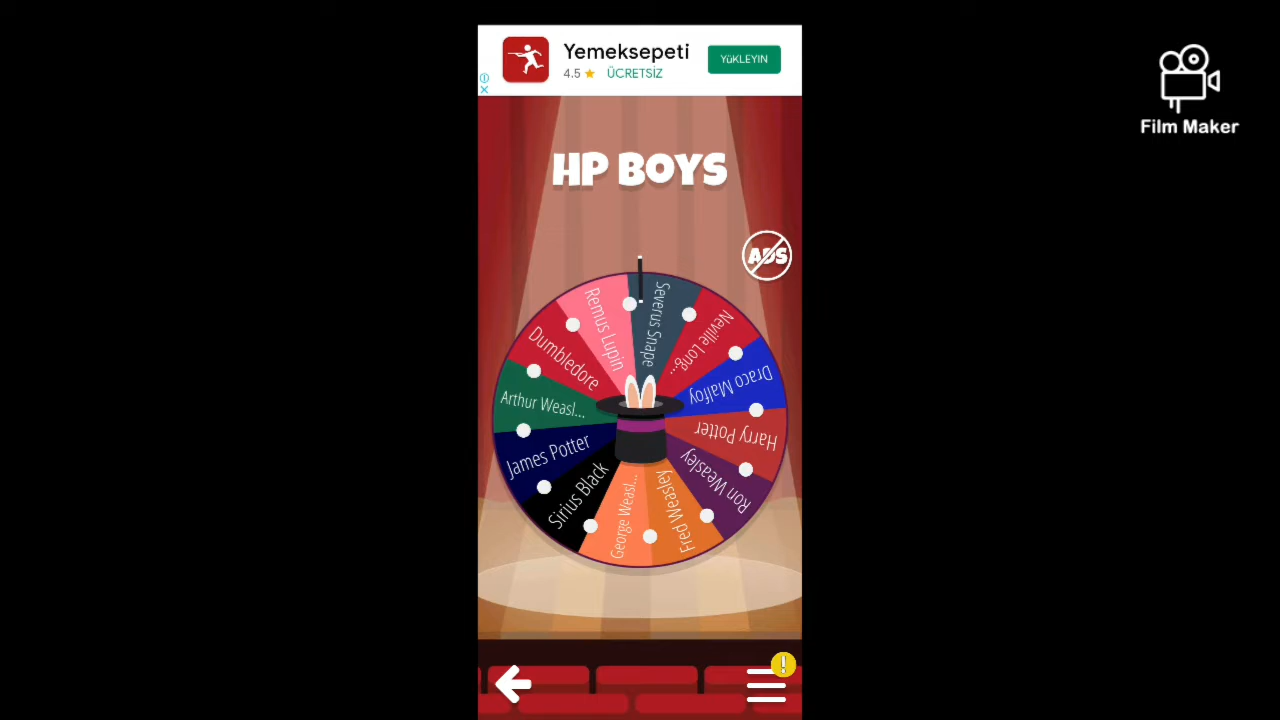 Yemeksepeti
4.5 ★ ÜCRETSİZ
YÜKLEYIN
Film Maker
HP BOYS
ADS
Severus Snape
Neville Long...
Draco Malfoy
Harry Potter
Ron Weasley
Fred Weasley
George Weasl...
Sirius Black
James Potter
Arthur Weasl...
Dumbledore
Remus Lupin
!